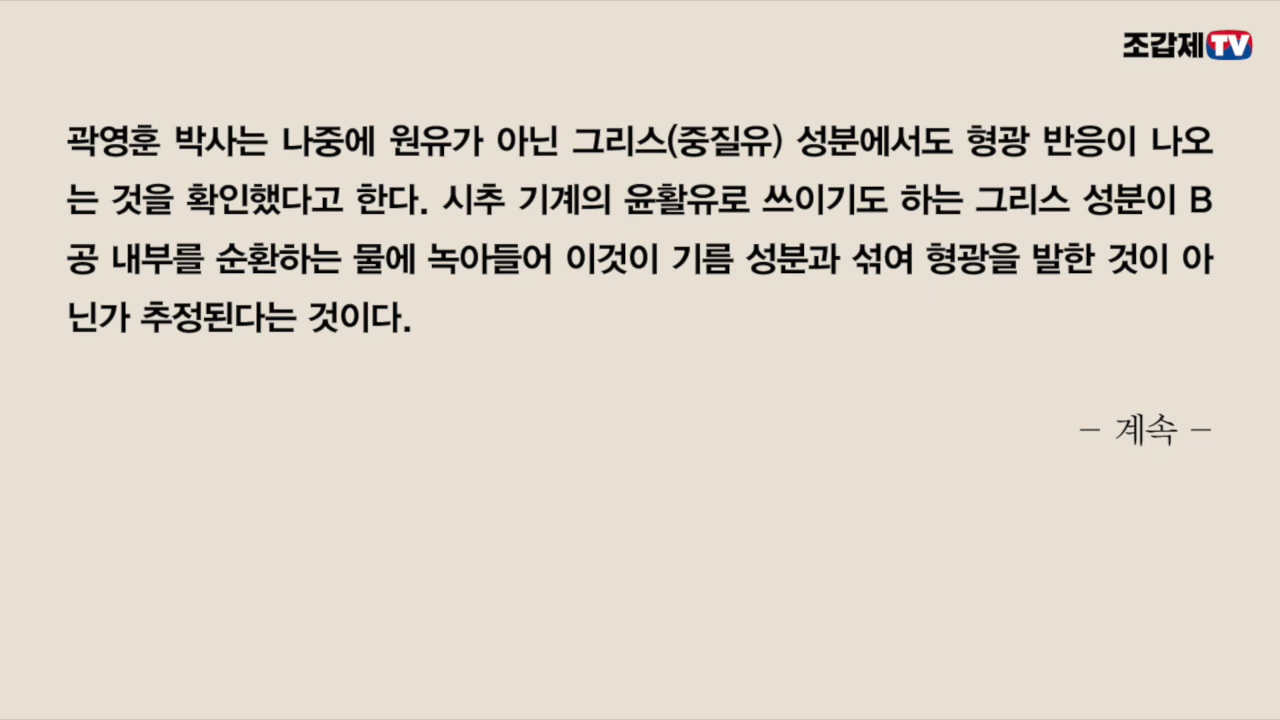 조갑제TV
곽영훈 박사는 나중에 원유가 아닌 그리스(중질유) 성분에서도 형광 반응이 나오
는 것을 확인했다고 한다. 시추 기계의 윤활유로 쓰이기도 하는 그리스 성분이 B
공 내부를 순환하는 물에 녹아들어 이것이 기름 성분과 섞여 형광을 발한 것이 아
닌가 추정된다는 것이다.
– 계속 –